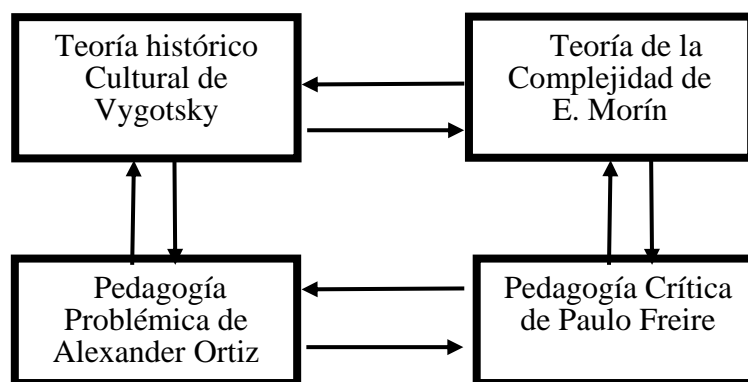 Teoría histórico
Cultural de
Vygotsky
Teoría de la
Complejidad de
E. Morín
Pedagogía
Problémica de
Alexander Ortiz
Pedagogía Crítica
de Paulo Freire